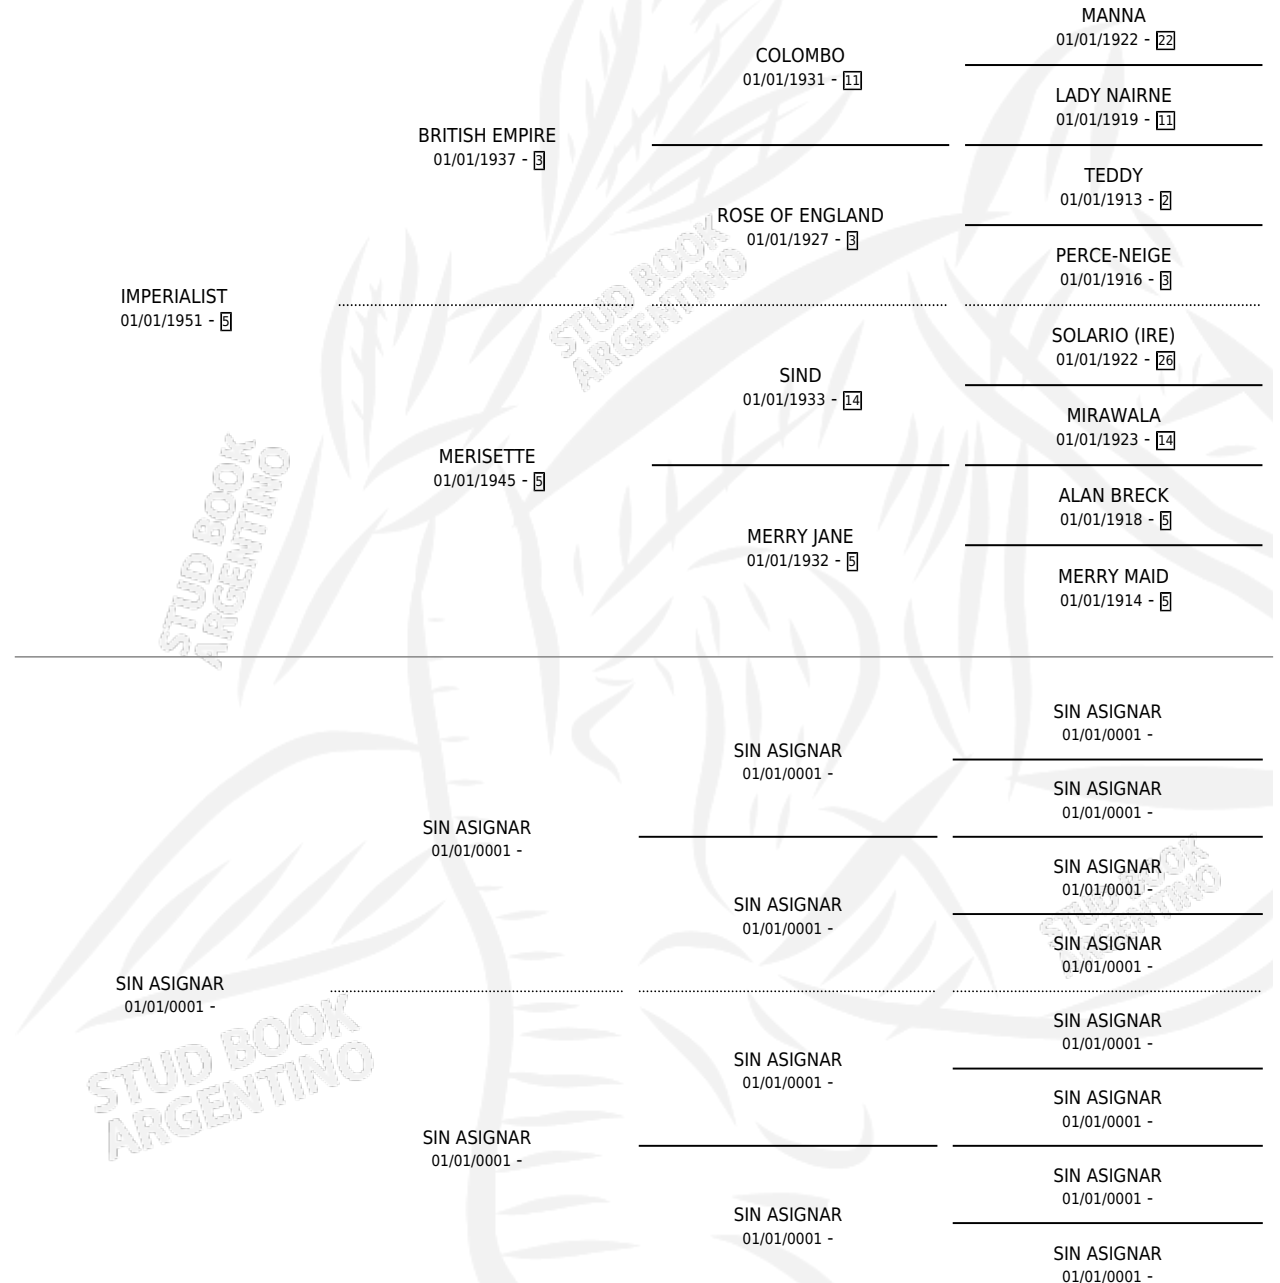 MANNA
01/01/1922 - 22
COLOMBO
01/01/1931 - 11
LADY NAIRNE
01/01/1919 - 11
BRITISH EMPIRE
01/01/1937 - 3
TEDDY
01/01/1913 - 2
ROSE OF ENGLAND
01/01/1927 - 3
PERCE-NEIGE
01/01/1916 - 3
IMPERIALIST
01/01/1951 - 5
SOLARIO (IRE)
01/01/1922 - 26
SIND
01/01/1933 - 14
MIRAWALA
01/01/1923 - 14
MERISETTE
01/01/1945 - 5
ALAN BRECK
01/01/1918 - 5
MERRY JANE
01/01/1932 - 5
MERRY MAID
01/01/1914 - 5
STUD BOOK
ARGENTINO
STUD BOOK
ARGENTINO
SIN ASIGNAR
01/01/0001 -
SIN ASIGNAR
01/01/0001 -
SIN ASIGNAR
01/01/0001 -
SIN ASIGNAR
01/01/0001 -
SIN ASIGNAR
01/01/0001 -
SIN ASIGNAR
01/01/0001 -
SIN ASIGNAR
01/01/0001 -
SIN ASIGNAR
01/01/0001 -
SIN ASIGNAR
01/01/0001 -
SIN ASIGNAR
01/01/0001 -
SIN ASIGNAR
01/01/0001 -
SIN ASIGNAR
01/01/0001 -
SIN ASIGNAR
01/01/0001 -
SIN ASIGNAR
01/01/0001 -
SIN ASIGNAR
01/01/0001 -
STUD BOOK
ARGENTINO
STUD BOOK
ARGENTINO